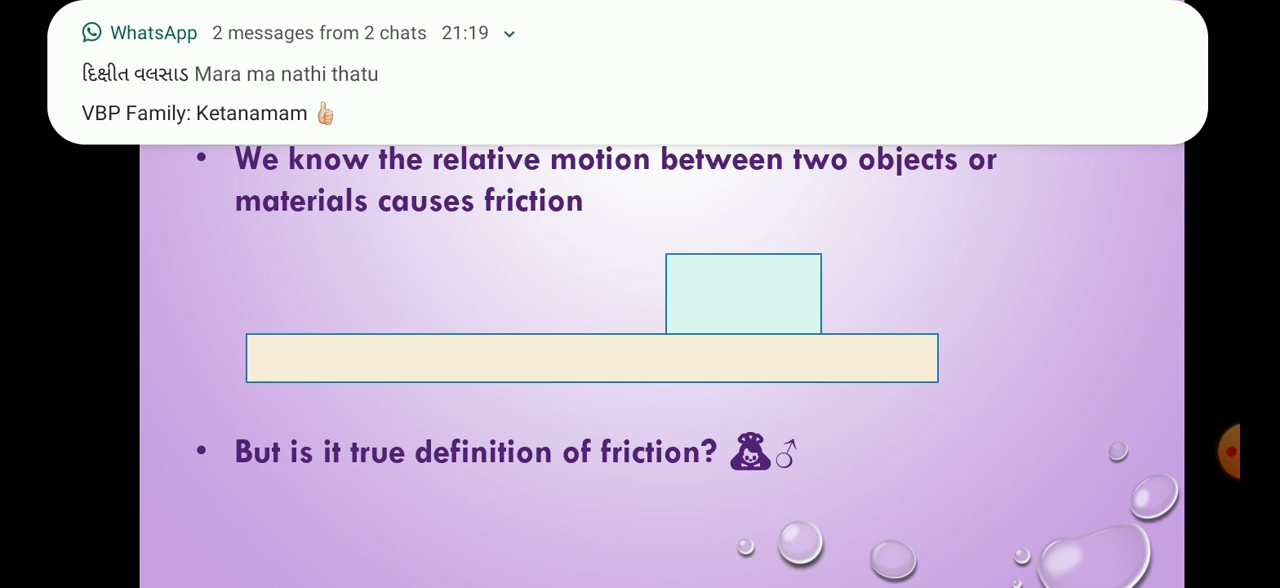 WhatsApp 2 messages from 2 chats 21:19
દિક્ષીત વલસાડ Mara ma nathi thatu
VBP Family: Ketanamam 👍🏼
• We know the relative motion between two objects or
materials causes friction
• But is it true definition of friction? 🙇♂